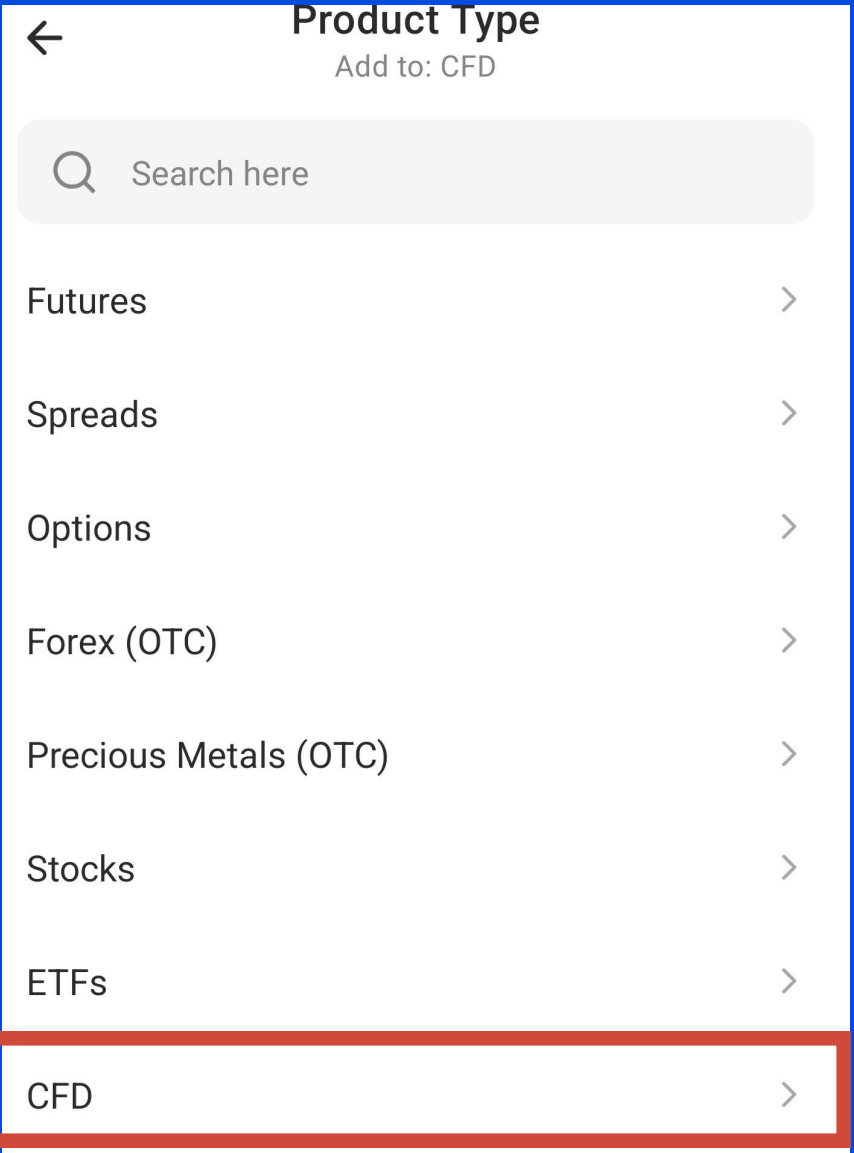 Product Type
Add to: CFD
Search here
Futures
Spreads
Options
Forex (OTC)
Precious Metals (OTC)
Stocks
ETFs
CFD